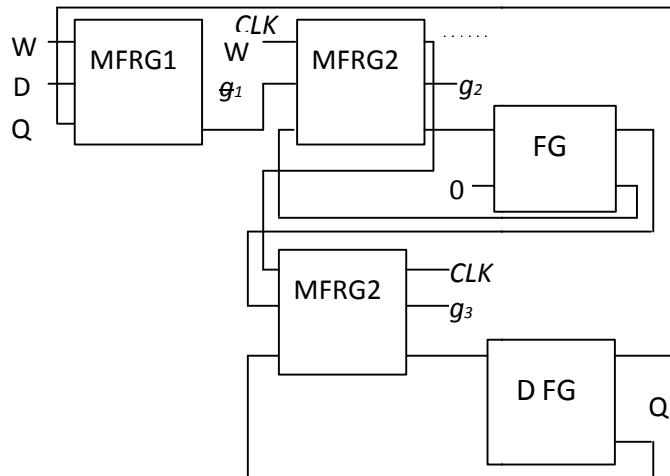 CLK
W MFRG1 W MFRG2 ......
D g1 g2
Q FG
0
MFRG2 CLK
g3
D FG Q